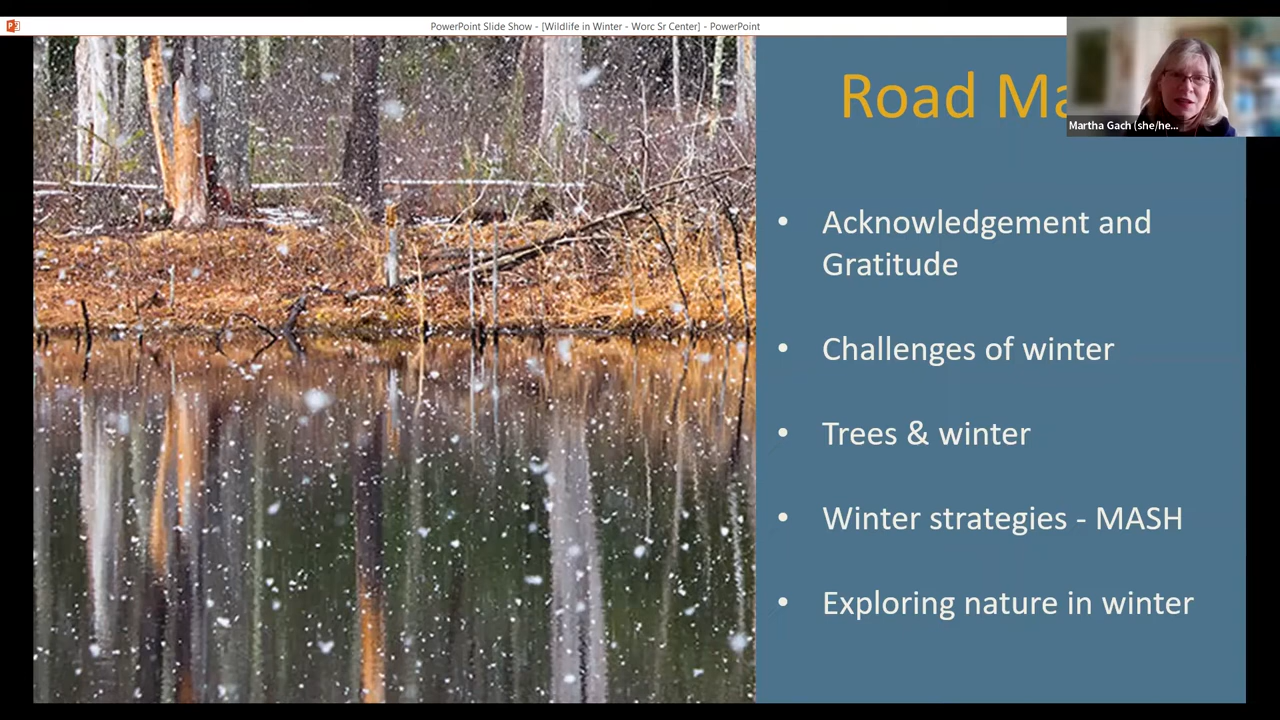 PowerPoint Slide Show - [Wildlife in Winter - Worc Sr Center] - PowerPoint
Road Ma
Martha Gach (she/he...
• Acknowledgement and
Gratitude
• Challenges of winter
• Trees & winter
• Winter strategies - MASH
• Exploring nature in winter